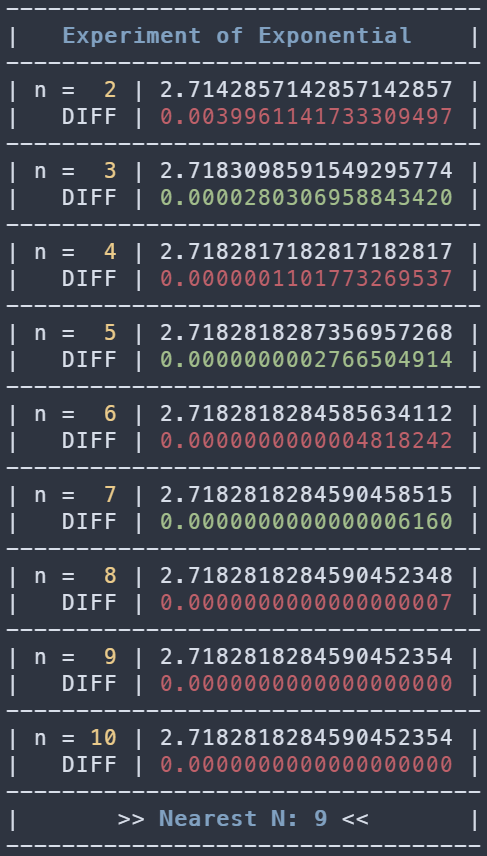 | Experiment of Exponential |
| n = 2 | 2.7142857142857142857 |
| DIFF | 0.0039961141733309497 |
| n = 3 | 2.7183098591549295774 |
| DIFF | 0.0000280306958843420 |
| n = 4 | 2.7182817182817182817 |
| DIFF | 0.0000001101773269537 |
| n = 5 | 2.7182818287356957268 |
| DIFF | 0.0000000002766504914 |
| n = 6 | 2.7182818284585634112 |
| DIFF | 0.0000000000004818242 |
| n = 7 | 2.7182818284590458515 |
| DIFF | 0.0000000000000006160 |
| n = 8 | 2.7182818284590452348 |
| DIFF | 0.0000000000000000007 |
| n = 9 | 2.7182818284590452354 |
| DIFF | 0.0000000000000000000 |
| n = 10 | 2.7182818284590452354 |
| DIFF | 0.0000000000000000000 |
| >> Nearest N: 9 << |